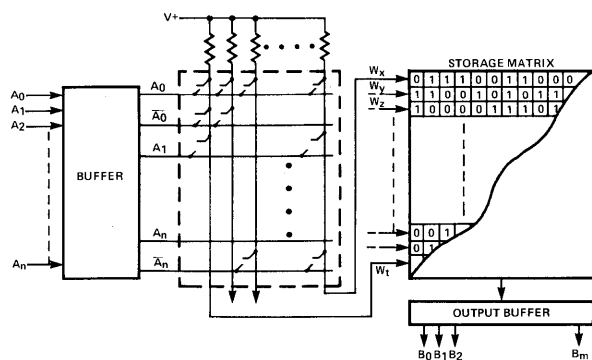 V+
STORAGE MATRIX
A0
A1
A2
An
BUFFER
A0
A̅0
A1
An
A̅n
Wx
Wy
Wz
Wt
0 1 1 1 0 0 1 1 1 0 0 0
1 0 1 1 0 0 0 1 0 1 1
1 1 0 0 0 1 0 1 1 0 1
0 0 1
0 1
OUTPUT BUFFER
B0 B1 B2 Bm